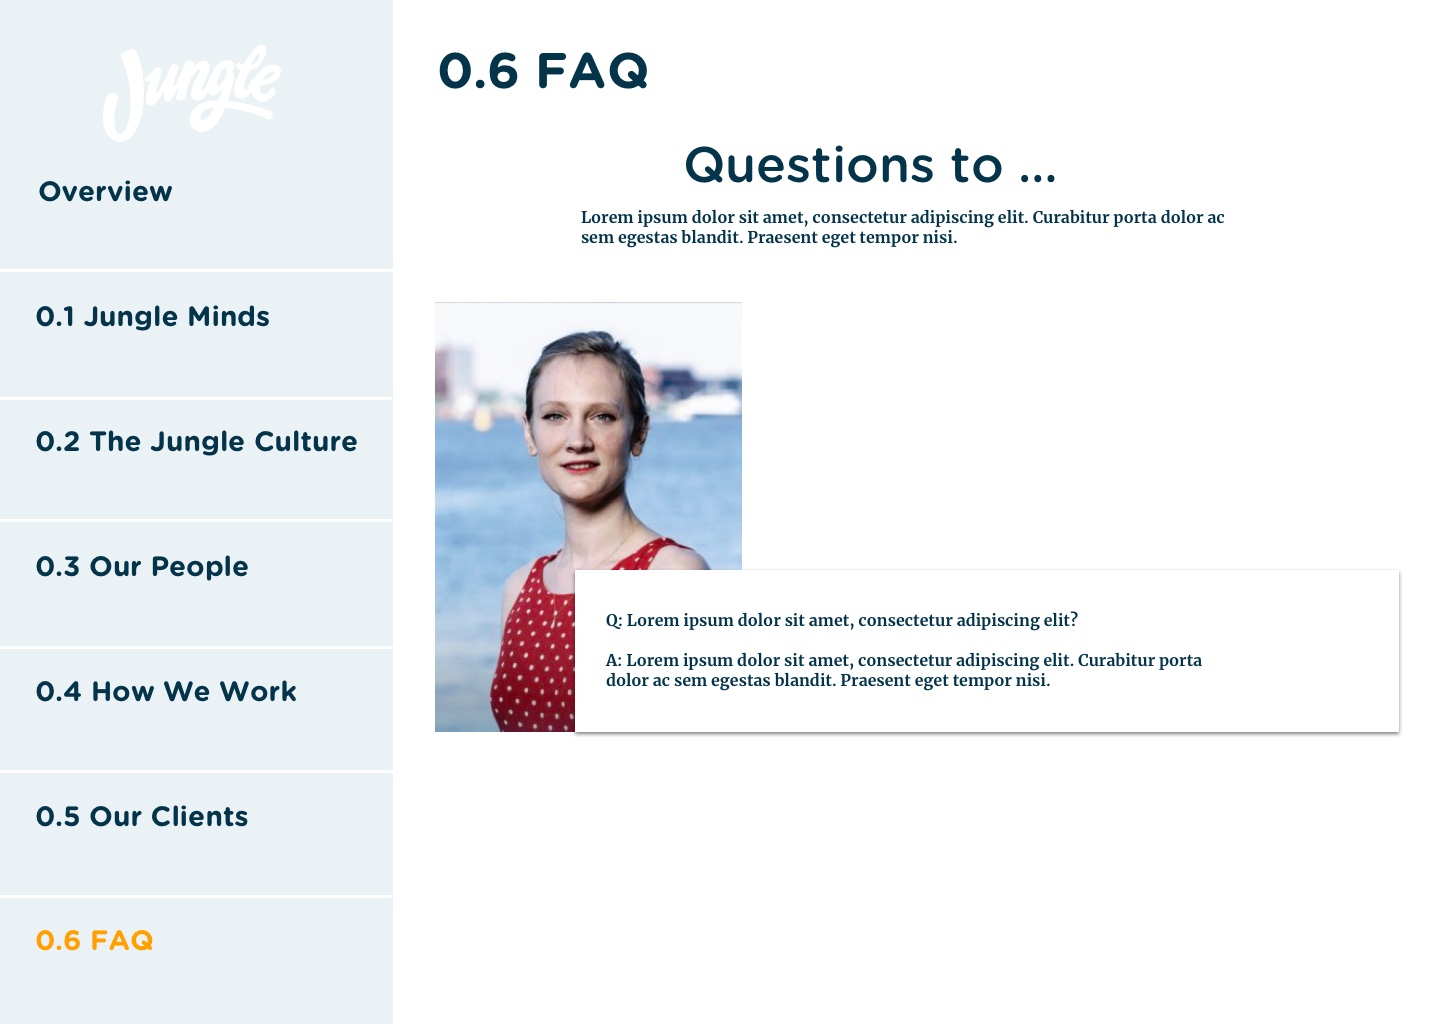 Jungle
Overview
0.1 Jungle Minds
0.2 The Jungle Culture
0.3 Our People
0.4 How We Work
0.5 Our Clients
0.6 FAQ
0.6 FAQ
Questions to ...
Lorem ipsum dolor sit amet, consectetur adipiscing elit. Curabitur porta dolor ac
sem egestas blandit. Praesent eget tempor nisi.
Q: Lorem ipsum dolor sit amet, consectetur adipiscing elit?
A: Lorem ipsum dolor sit amet, consectetur adipiscing elit. Curabitur porta
dolor ac sem egestas blandit. Praesent eget tempor nisi.